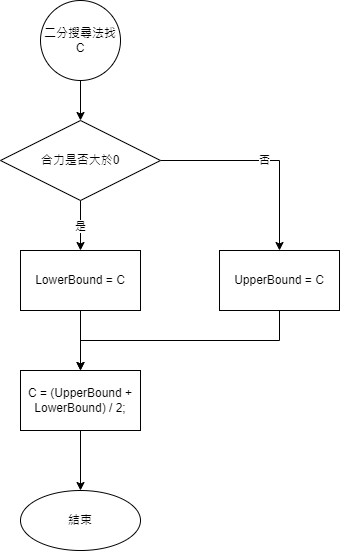 二分搜尋法找
C
合力是否大於0
否
是
LowerBound = C
UpperBound = C
C = (UpperBound +
LowerBound) / 2;
結束